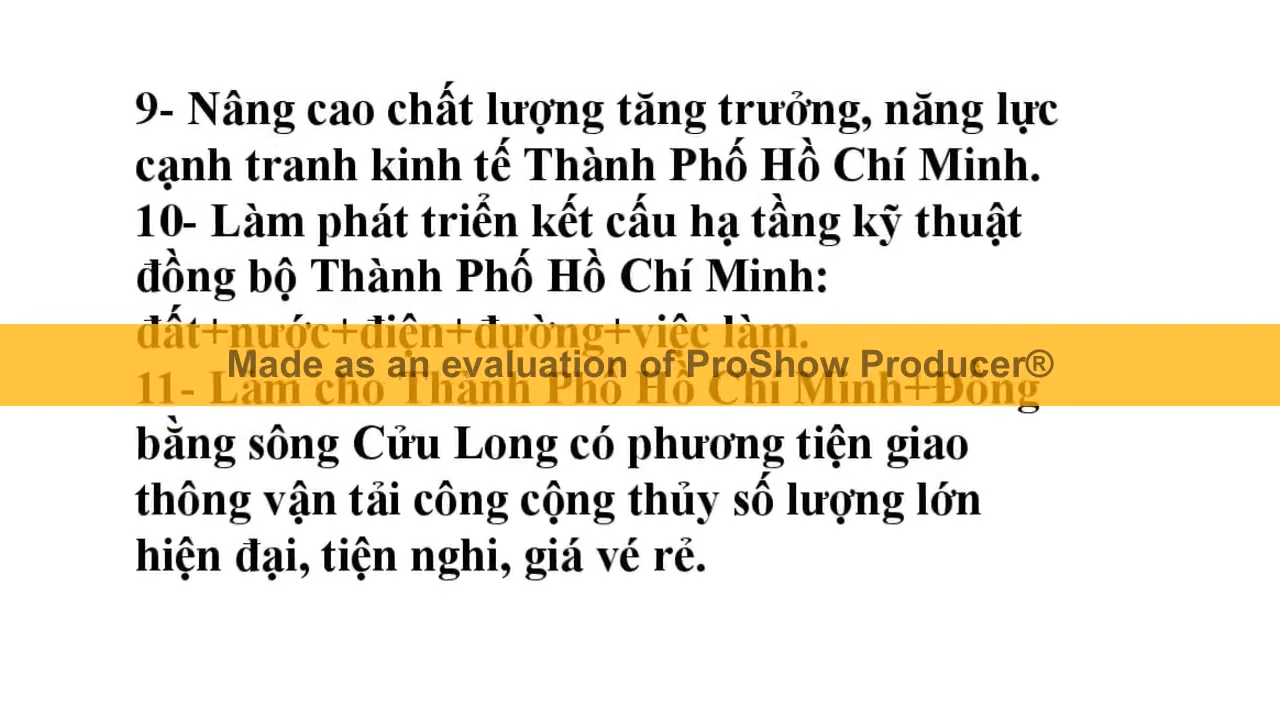 9- Nâng cao chất lượng tăng trưởng, năng lực
cạnh tranh kinh tế Thành Phố Hồ Chí Minh.
10- Làm phát triển kết cấu hạ tầng kỹ thuật
đồng bộ Thành Phố Hồ Chí Minh:
đất+nước+điện+đường+việc làm.
Made as an evaluation of ProShow Producer®
11- Làm cho Thành Phố Hồ Chí Minh+Đồng
bằng sông Cửu Long có phương tiện giao
thông vận tải công cộng thủy số lượng lớn
hiện đại, tiện nghi, giá vé rẻ.